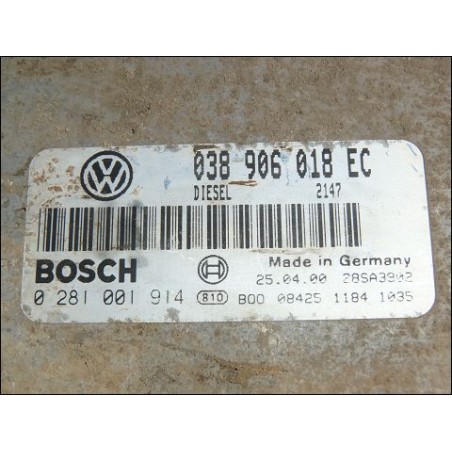 038 906 018 EC
DIESEL 2147
BOSCH
Made in Germany
25.04.00 28SA3902
0 281 001 914 810 B00 08425 1184 1035